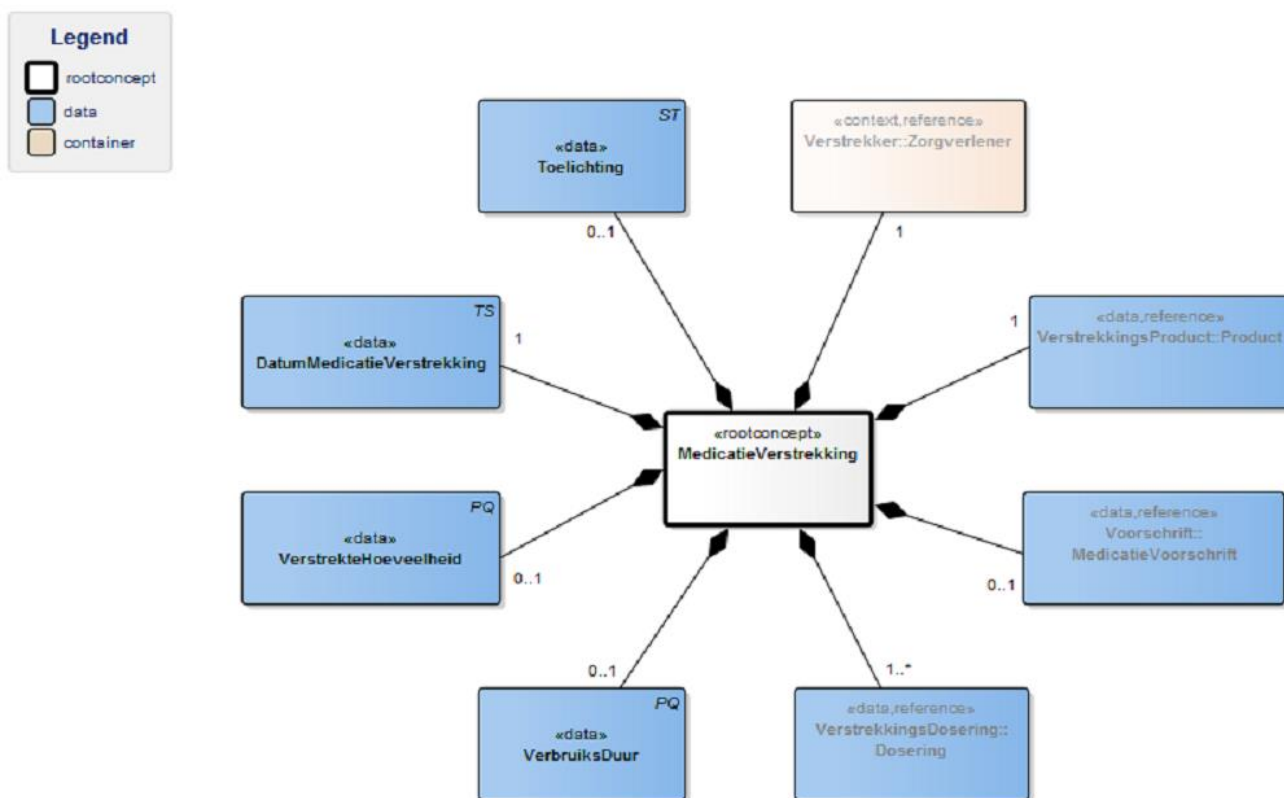 Legend
rootconcept
data
container
ST
«data»
Toelichting
0..1
«context,reference»
Verstrekker::Zorgverlener
1
TS
«data»
DatumMedicatieVerstrekking
1
«data,reference»
VerstrekkingsProduct::Product
1
«rootconcept»
MedicatieVerstrekking
PQ
«data»
VerstrekteHoeveelheid
0..1
«data,reference»
Voorschrift::
MedicatieVoorschrift
0..1
PQ
«data»
VerbruiksDuur
0..1
«data,reference»
VerstrekkingsDosering::
Dosering
1..*